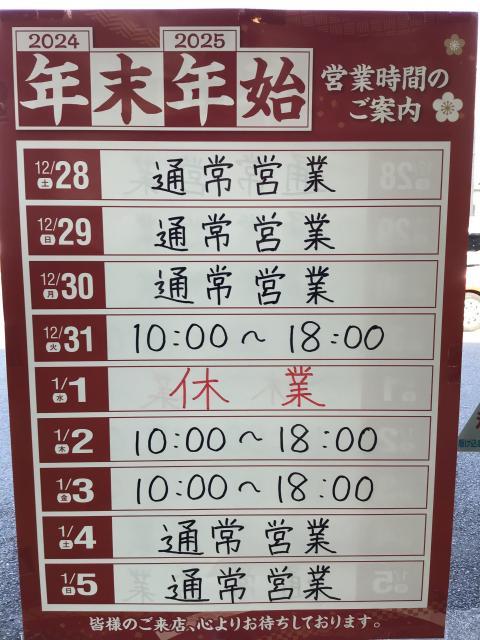 2024 2025
年末年始
営業時間の
ご案内
12/28 土 通常営業
12/29 日 通常営業
12/30 月 通常営業
12/31 火 10:00～18:00
1/1 水 休業
1/2 木 10:00～18:00
1/3 金 10:00～18:00
1/4 土 通常営業
1/5 日 通常営業
皆様のご来店、心よりお待ちしております。